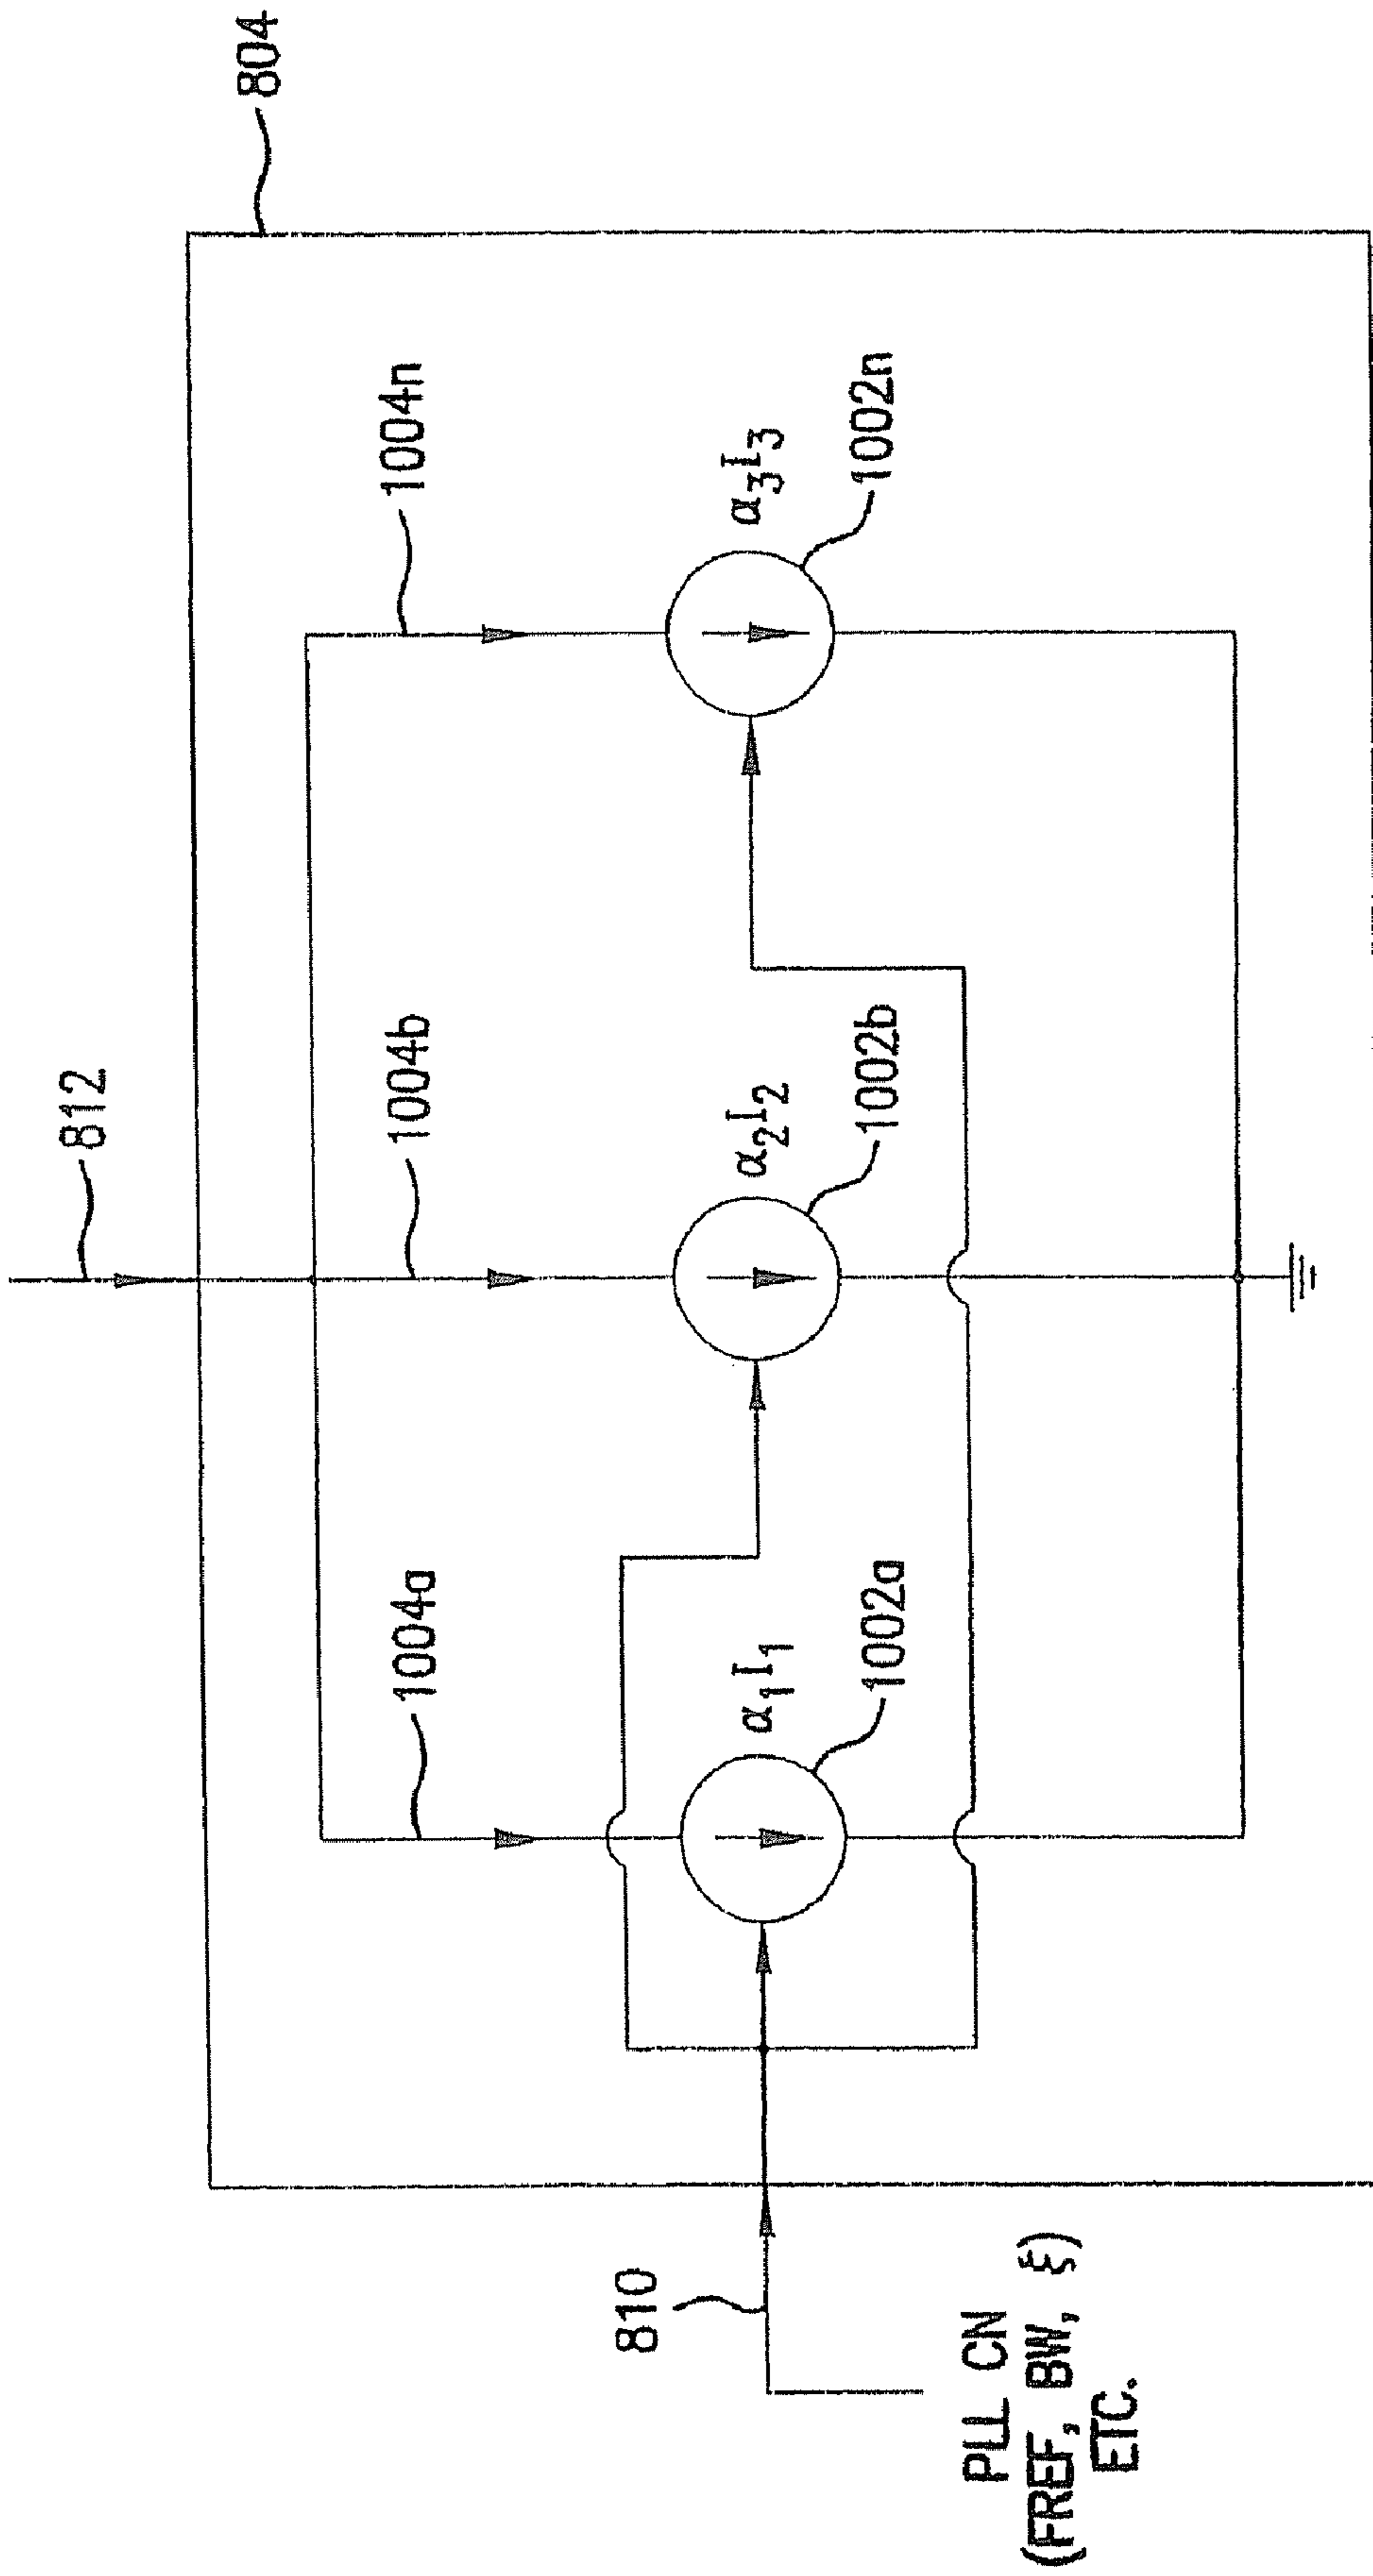 804
812
1004a
1004b
1004n
α1I1
α2I2
α3I3
1002a
1002b
1002n
810
PLL CN
(FREF, BW, ξ)
ETC.